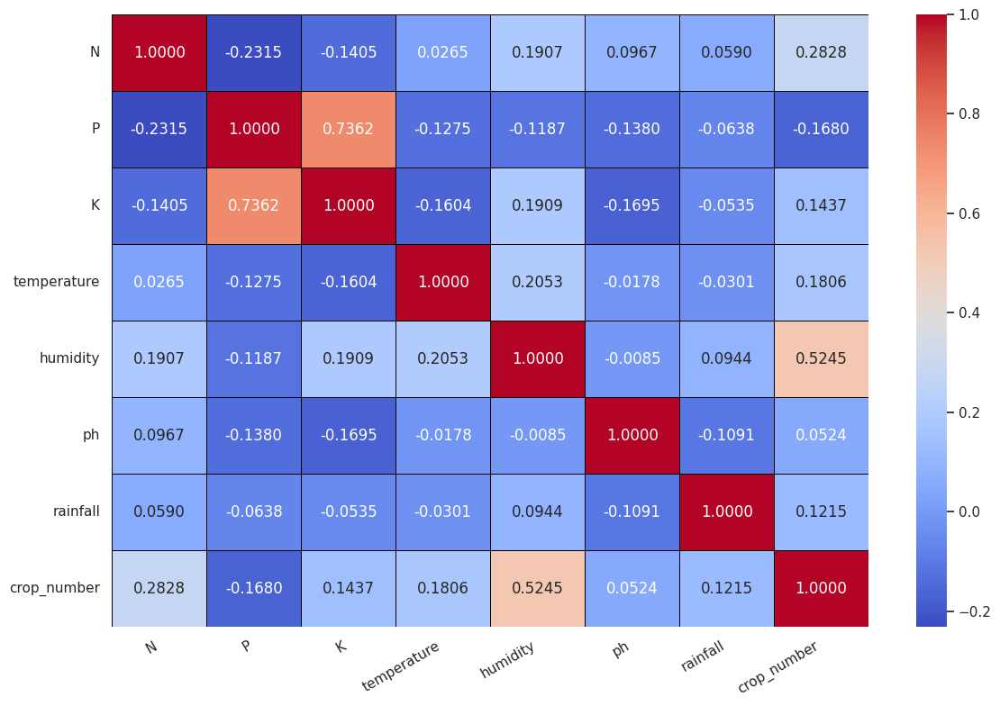 N 1.0000 -0.2315 -0.1405 0.0265 0.1907 0.0967 0.0590 0.2828
P -0.2315 1.0000 0.7362 -0.1275 -0.1187 -0.1380 -0.0638 -0.1680
K -0.1405 0.7362 1.0000 -0.1604 0.1909 -0.1695 -0.0535 0.1437
temperature 0.0265 -0.1275 -0.1604 1.0000 0.2053 -0.0178 -0.0301 0.1806
humidity 0.1907 -0.1187 0.1909 0.2053 1.0000 -0.0085 0.0944 0.5245
ph 0.0967 -0.1380 -0.1695 -0.0178 -0.0085 1.0000 -0.1091 0.0524
rainfall 0.0590 -0.0638 -0.0535 -0.0301 0.0944 -0.1091 1.0000 0.1215
crop_number 0.2828 -0.1680 0.1437 0.1806 0.5245 0.0524 0.1215 1.0000
N P K temperature humidity ph rainfall crop_number
1.0
0.8
0.6
0.4
0.2
0.0
−0.2